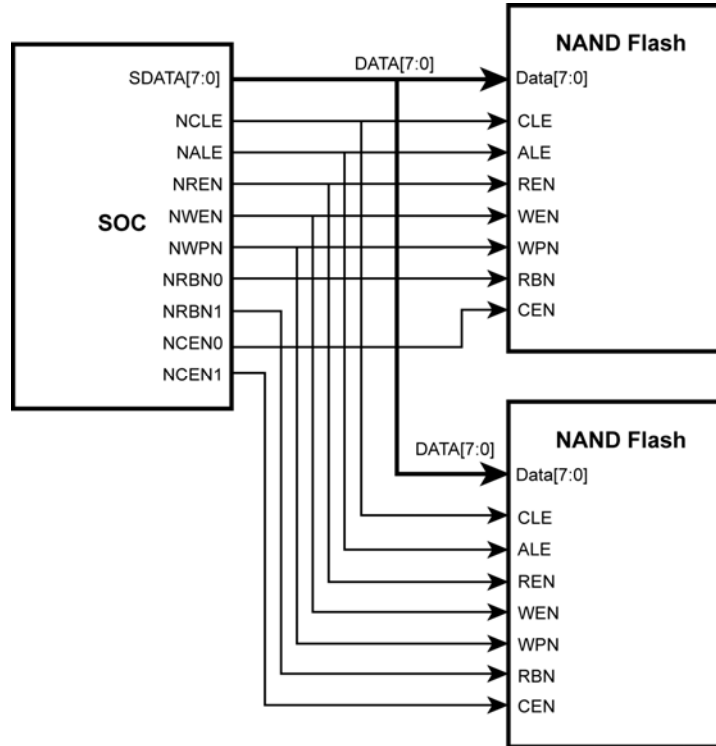 SOC
SDATA[7:0]
NCLE
NALE
NREN
NWEN
NWPN
NRBN0
NRBN1
NCEN0
NCEN1
DATA[7:0]
NAND Flash
Data[7:0]
CLE
ALE
REN
WEN
WPN
RBN
CEN
DATA[7:0]
NAND Flash
Data[7:0]
CLE
ALE
REN
WEN
WPN
RBN
CEN